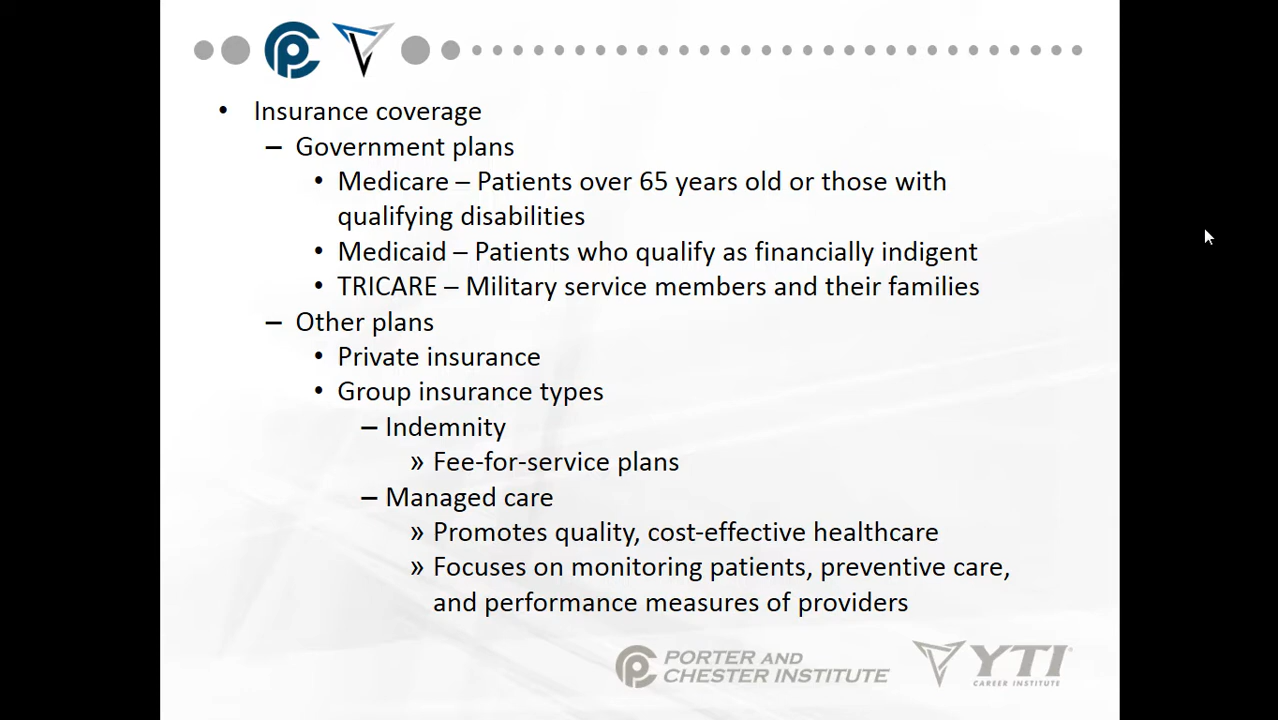 • Insurance coverage
– Government plans
• Medicare – Patients over 65 years old or those with
qualifying disabilities
• Medicaid – Patients who qualify as financially indigent
• TRICARE – Military service members and their families
– Other plans
• Private insurance
• Group insurance types
– Indemnity
» Fee-for-service plans
– Managed care
» Promotes quality, cost-effective healthcare
» Focuses on monitoring patients, preventive care,
and performance measures of providers
PORTER AND
CHESTER INSTITUTE
YTI
CAREER INSTITUTE